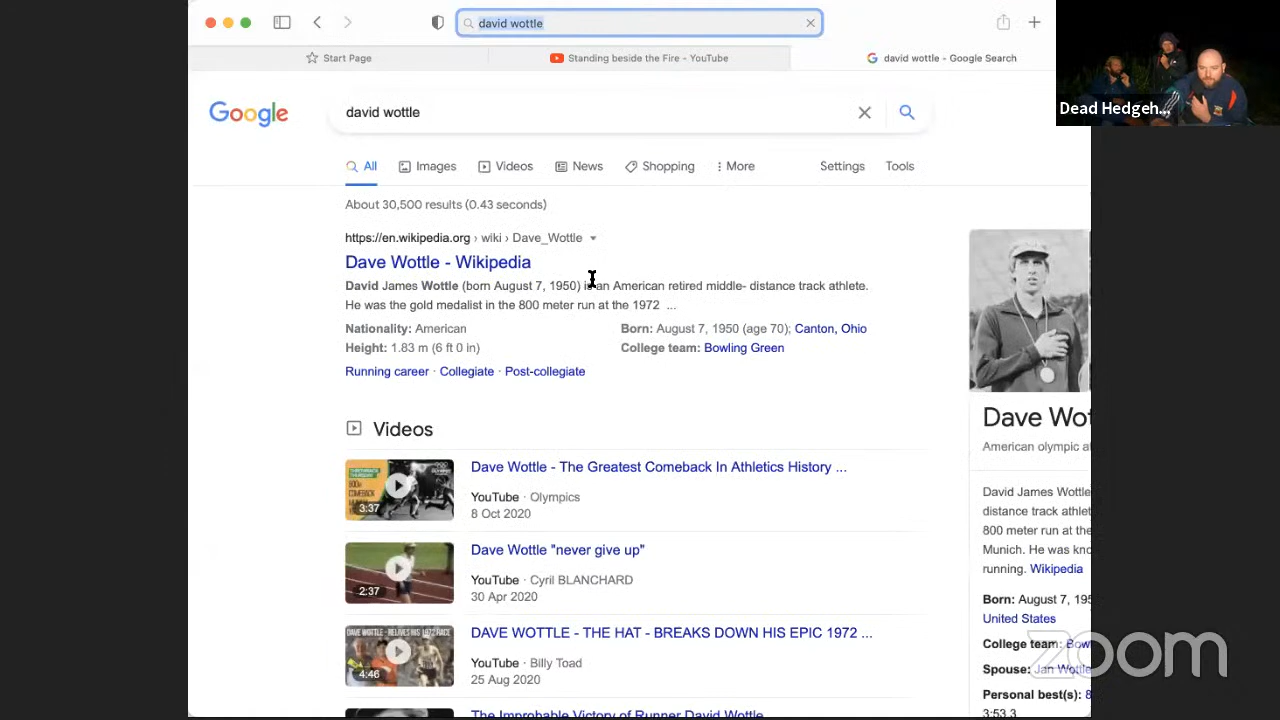 david wottle
Start Page
Standing beside the Fire - YouTube
david wottle - Google Search
Dead Hedgeh...
Google
david wottle
All
Images
Videos
News
Shopping
More
Settings
Tools
About 30,500 results (0.43 seconds)
https://en.wikipedia.org › wiki › Dave_Wottle
Dave Wottle - Wikipedia
David James Wottle (born August 7, 1950) is an American retired middle- distance track athlete.
He was the gold medalist in the 800 meter run at the 1972 ...
Nationality: American
Born: August 7, 1950 (age 70); Canton, Ohio
Height: 1.83 m (6 ft 0 in)
College team: Bowling Green
Running career · Collegiate · Post-collegiate
Videos
Dave Wottle - The Greatest Comeback In Athletics History ...
YouTube · Olympics
8 Oct 2020
3:37
Dave Wottle "never give up"
YouTube · Cyril BLANCHARD
30 Apr 2020
2:37
DAVE WOTTLE - THE HAT - BREAKS DOWN HIS EPIC 1972 ...
YouTube · Billy Toad
25 Aug 2020
4:46
The Improbable Victory of Runner David Wottle
Dave Wot
American olympic at
David James Wottle
distance track athlet
800 meter run at the
Munich. He was kno
running. Wikipedia
Born: August 7, 195
United States
College team: Bow
Spouse: Jan Wottle
Personal best(s): 8
3:53.3
zoom